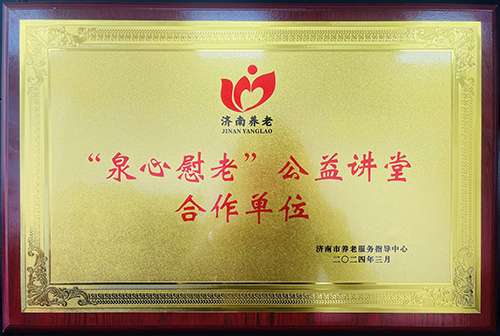 济南养老
JINAN YANGLAO
“泉心慰老”公益讲堂
合作单位
济南市养老服务指导中心
二〇二四年三月